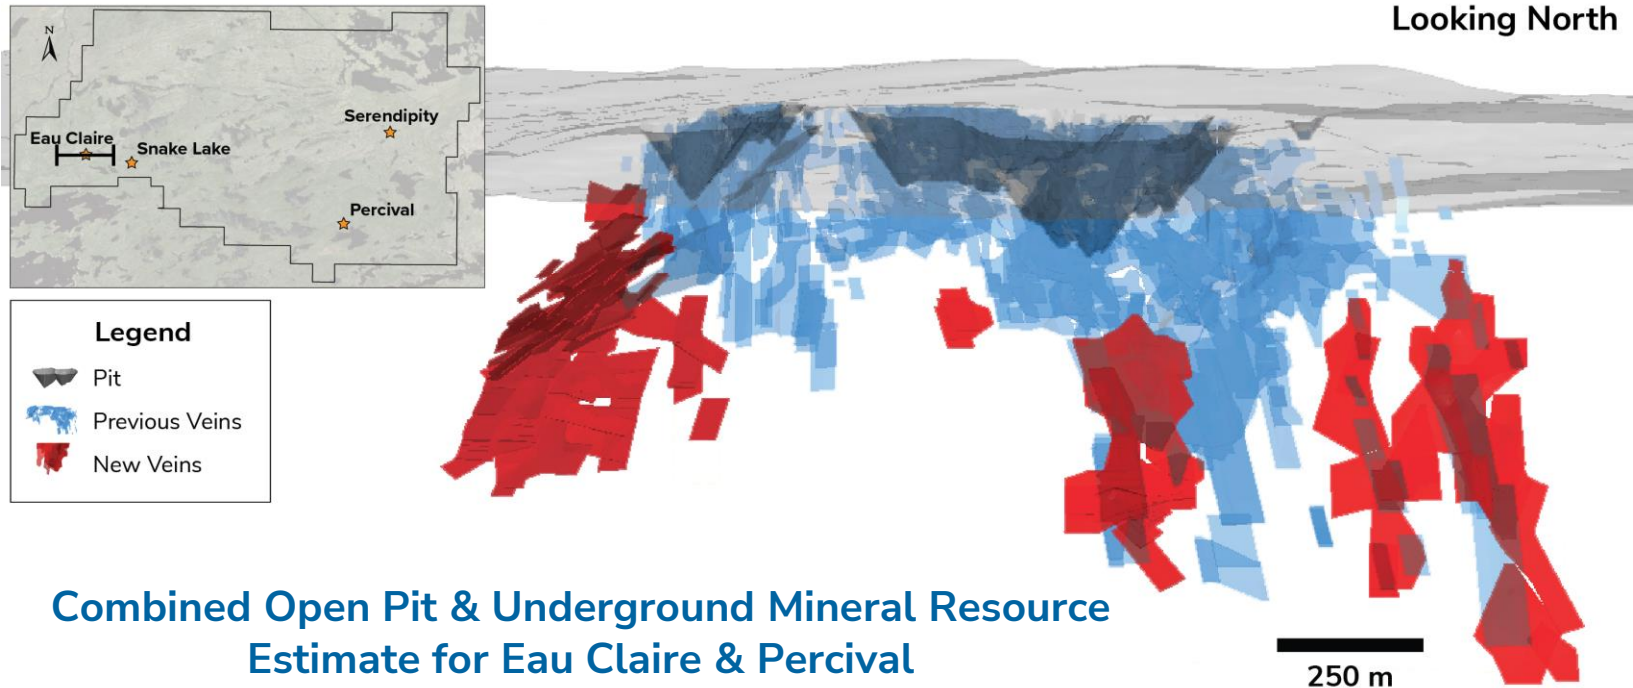 Looking North
N
Serendipity
Eau Claire
Snake Lake
Percival
Legend
Pit
Previous Veins
New Veins
Combined Open Pit & Underground Mineral Resource
Estimate for Eau Claire & Percival
250 m